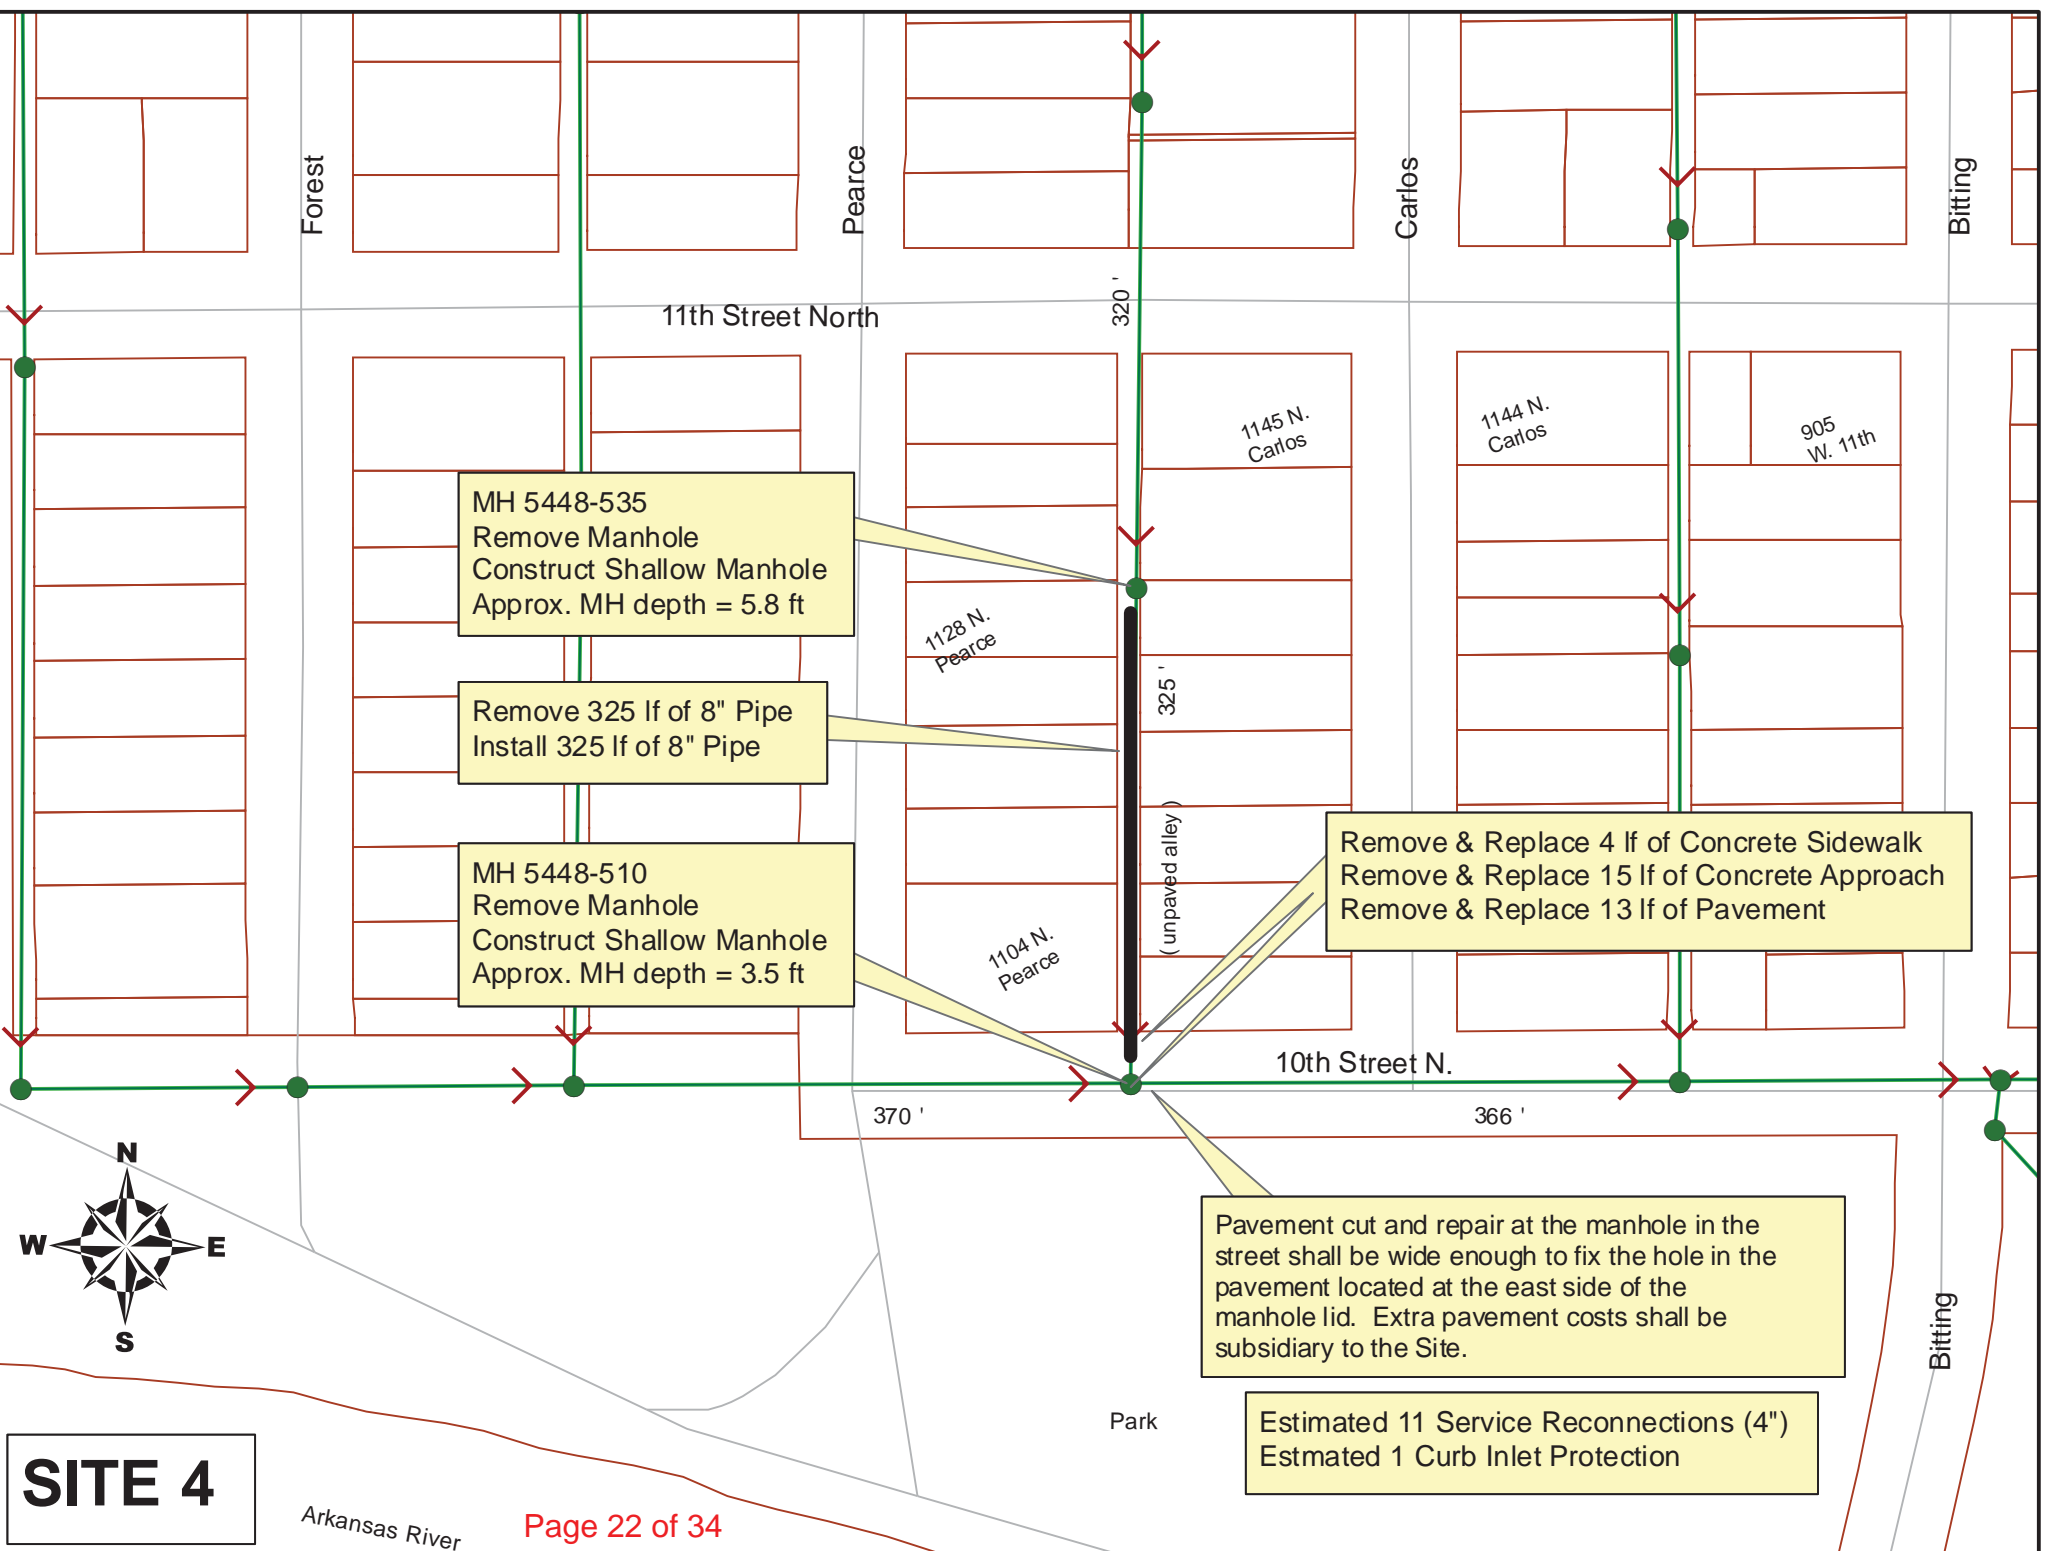 Forest
Pearce
Carlos
Bitting
11th Street North
320 '
1145 N.
Carlos
1144 N.
Carlos
905
W. 11th
MH 5448-535
Remove Manhole
Construct Shallow Manhole
Approx. MH depth = 5.8 ft
1128 N.
Pearce
325 '
Remove 325 lf of 8" Pipe
Install 325 lf of 8" Pipe
( unpaved alley )
MH 5448-510
Remove Manhole
Construct Shallow Manhole
Approx. MH depth = 3.5 ft
Remove & Replace 4 lf of Concrete Sidewalk
Remove & Replace 15 lf of Concrete Approach
Remove & Replace 13 lf of Pavement
1104 N.
Pearce
10th Street N.
370 '
366 '
N
W
E
S
Pavement cut and repair at the manhole in the
street shall be wide enough to fix the hole in the
pavement located at the east side of the
manhole lid.  Extra pavement costs shall be
subsidiary to the Site.
Bitting
Park
Estimated 11 Service Reconnections (4")
Estmated 1 Curb Inlet Protection
SITE 4
Arkansas River
Page 22 of 34